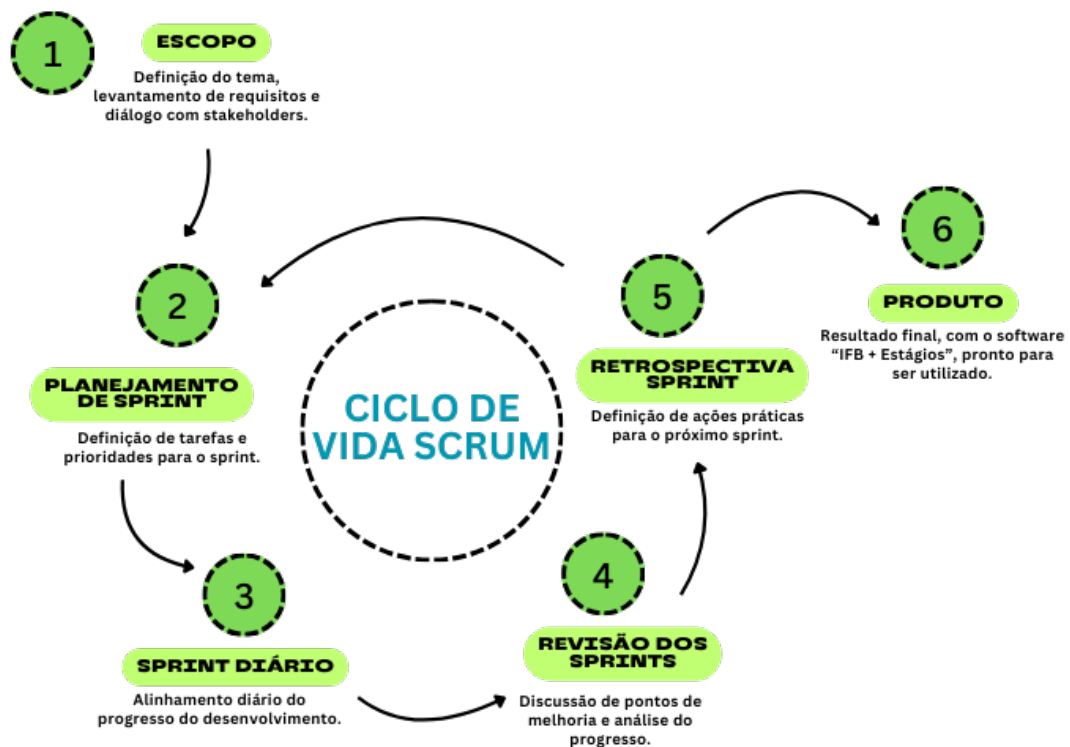 1
ESCOPO
Definição do tema,
levantamento de requisitos e
diálogo com stakeholders.
2
PLANEJAMENTO
DE SPRINT
Definição de tarefas e
prioridades para o sprint.
3
SPRINT DIÁRIO
Alinhamento diário do
progresso do desenvolvimento.
4
REVISÃO DOS
SPRINTS
Discussão de pontos de
melhoria e análise do
progresso.
5
RETROSPECTIVA
SPRINT
Definição de ações práticas
para o próximo sprint.
6
PRODUTO
Resultado final, com o software
“IFB + Estágios”, pronto para
ser utilizado.
CICLO DE
VIDA SCRUM